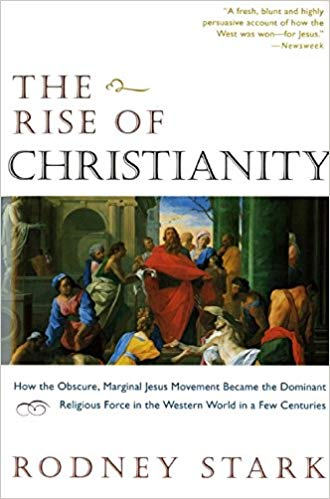 "A fresh, blunt and highly
persuasive account of how the
West was won—for Jesus."
—Newsweek
THE
RISE OF
CHRISTIANITY
How the Obscure, Marginal Jesus Movement Became the Dominant
Religious Force in the Western World in a Few Centuries
RODNEY STARK